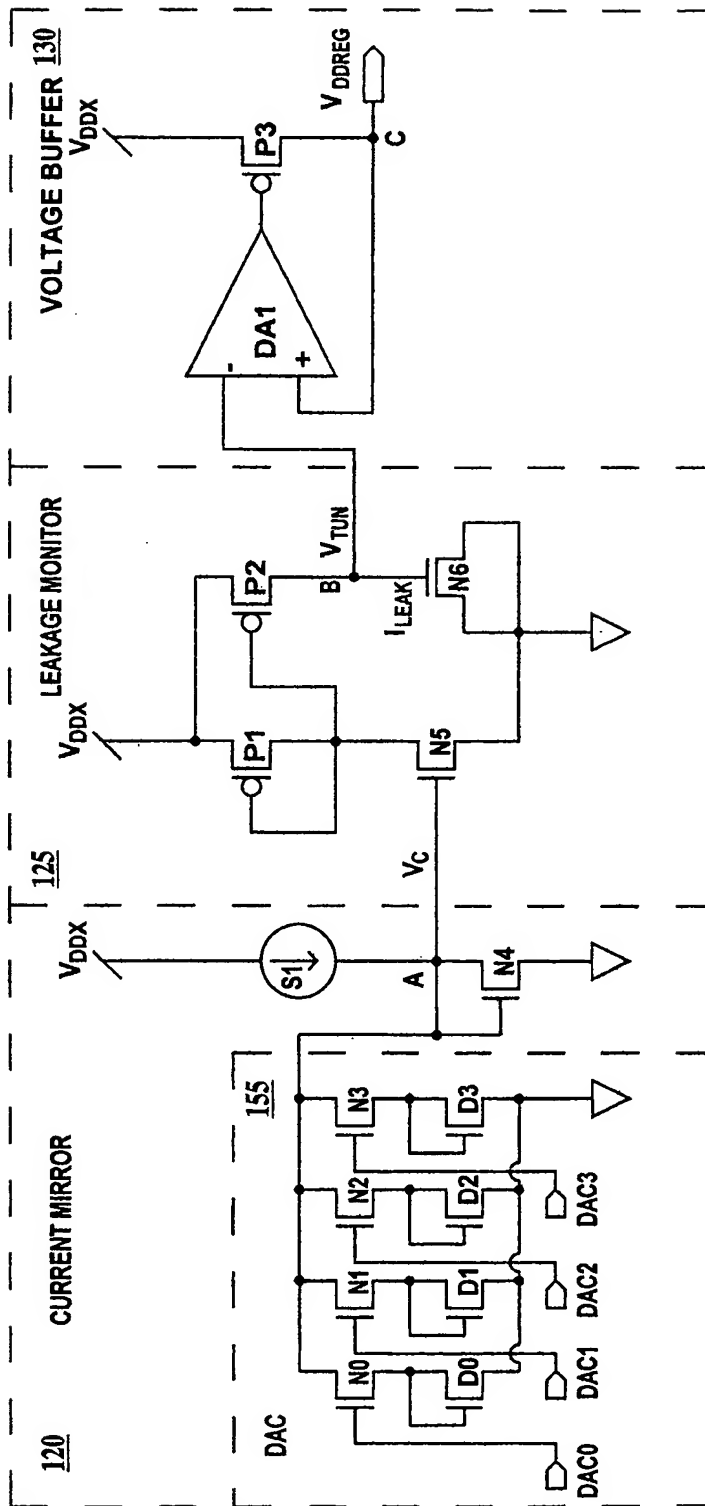 120
CURRENT MIRROR
DAC
155
N0
N1
N2
N3
D0
D1
D2
D3
DAC0
DAC1
DAC2
DAC3
VDDX
S1
A
N4
VC
125
LEAKAGE MONITOR
VDDX
P1
P2
B
VTUN
ILEAK
N5
N6
VOLTAGE BUFFER 130
VDDX
DA1
-
+
P3
C
VDDREG